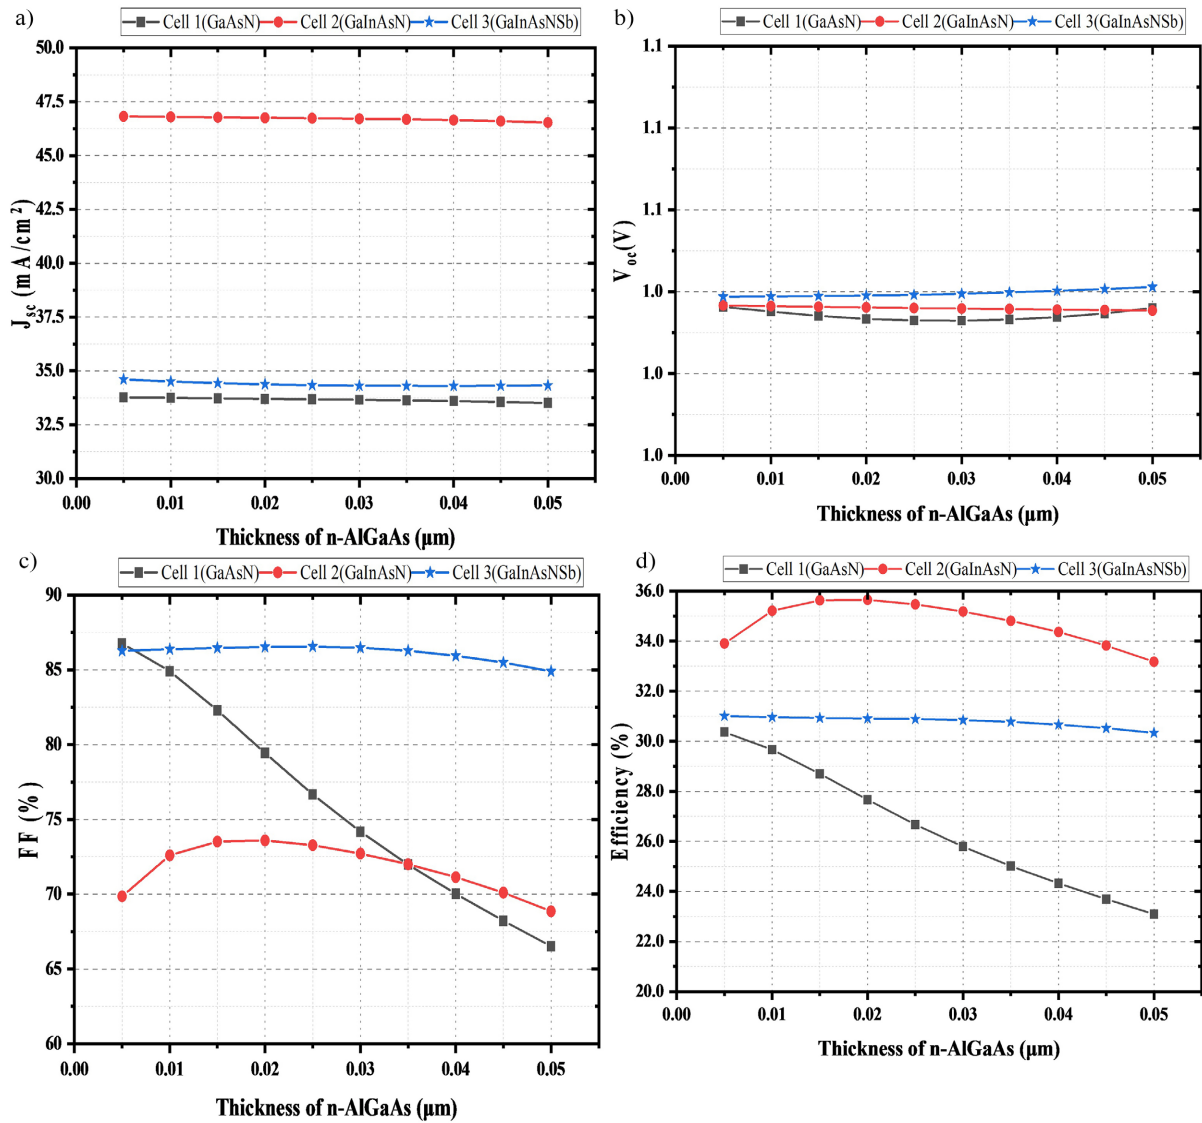 a)
Cell 1(GaAsN) Cell 2(GaInAsN) Cell 3(GaInAsNSb)
50.0
47.5
45.0
42.5
40.0
37.5
35.0
32.5
30.0
J_sc (mA/cm²)
0.00 0.01 0.02 0.03 0.04 0.05
Thickness of n-AlGaAs (μm)
b)
Cell 1(GaAsN) Cell 2(GaInAsN) Cell 3(GaInAsNSb)
1.1
1.1
1.1
1.0
1.0
1.0
V_oc(V)
0.00 0.01 0.02 0.03 0.04 0.05
Thickness of n-AlGaAs (μm)
c)
Cell 1(GaAsN) Cell 2(GaInAsN) Cell 3(GaInAsNSb)
90
85
80
75
70
65
60
FF (%)
0.00 0.01 0.02 0.03 0.04 0.05
Thickness of n-AlGaAs (μm)
d)
Cell 1(GaAsN) Cell 2(GaInAsN) Cell 3(GaInAsNSb)
36.0
34.0
32.0
30.0
28.0
26.0
24.0
22.0
20.0
Efficiency (%)
0.00 0.01 0.02 0.03 0.04 0.05
Thickness of n-AlGaAs (μm)